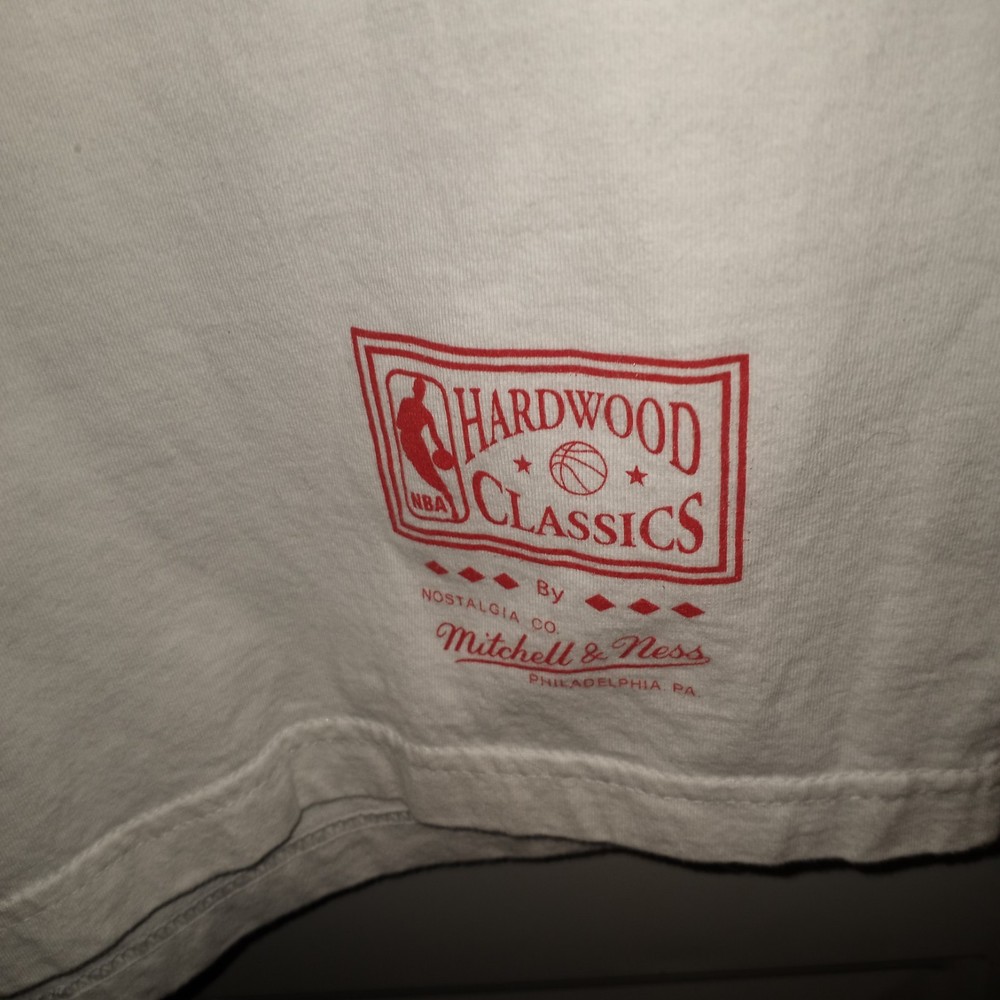 HARDWOOD
CLASSICS
NBA
By
NOSTALGIA CO.
Mitchell & Ness
PHILADELPHIA PA